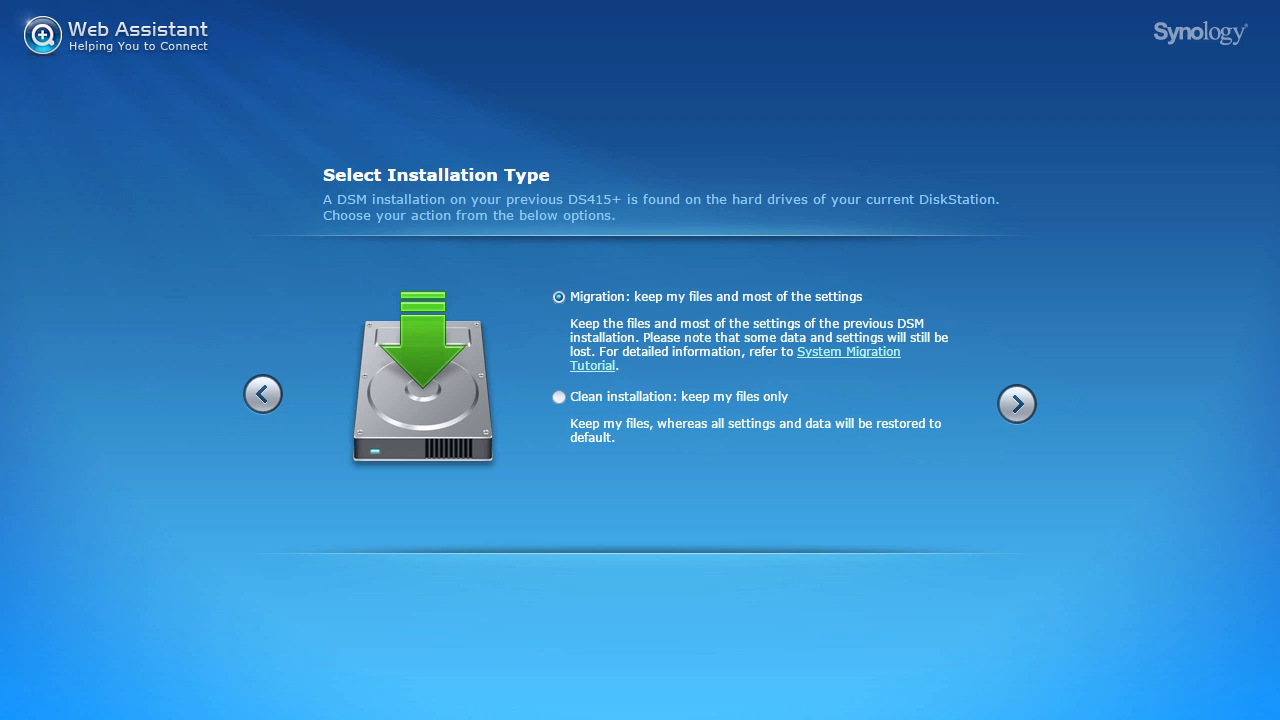 Web Assistant
Helping You to Connect
Synology
Select Installation Type
A DSM installation on your previous DS415+ is found on the hard drives of your current DiskStation.
Choose your action from the below options.
Migration: keep my files and most of the settings
Keep the files and most of the settings of the previous DSM
installation. Please note that some data and settings will still be
lost. For detailed information, refer to System Migration
Tutorial.
Clean installation: keep my files only
Keep my files, whereas all settings and data will be restored to
default.